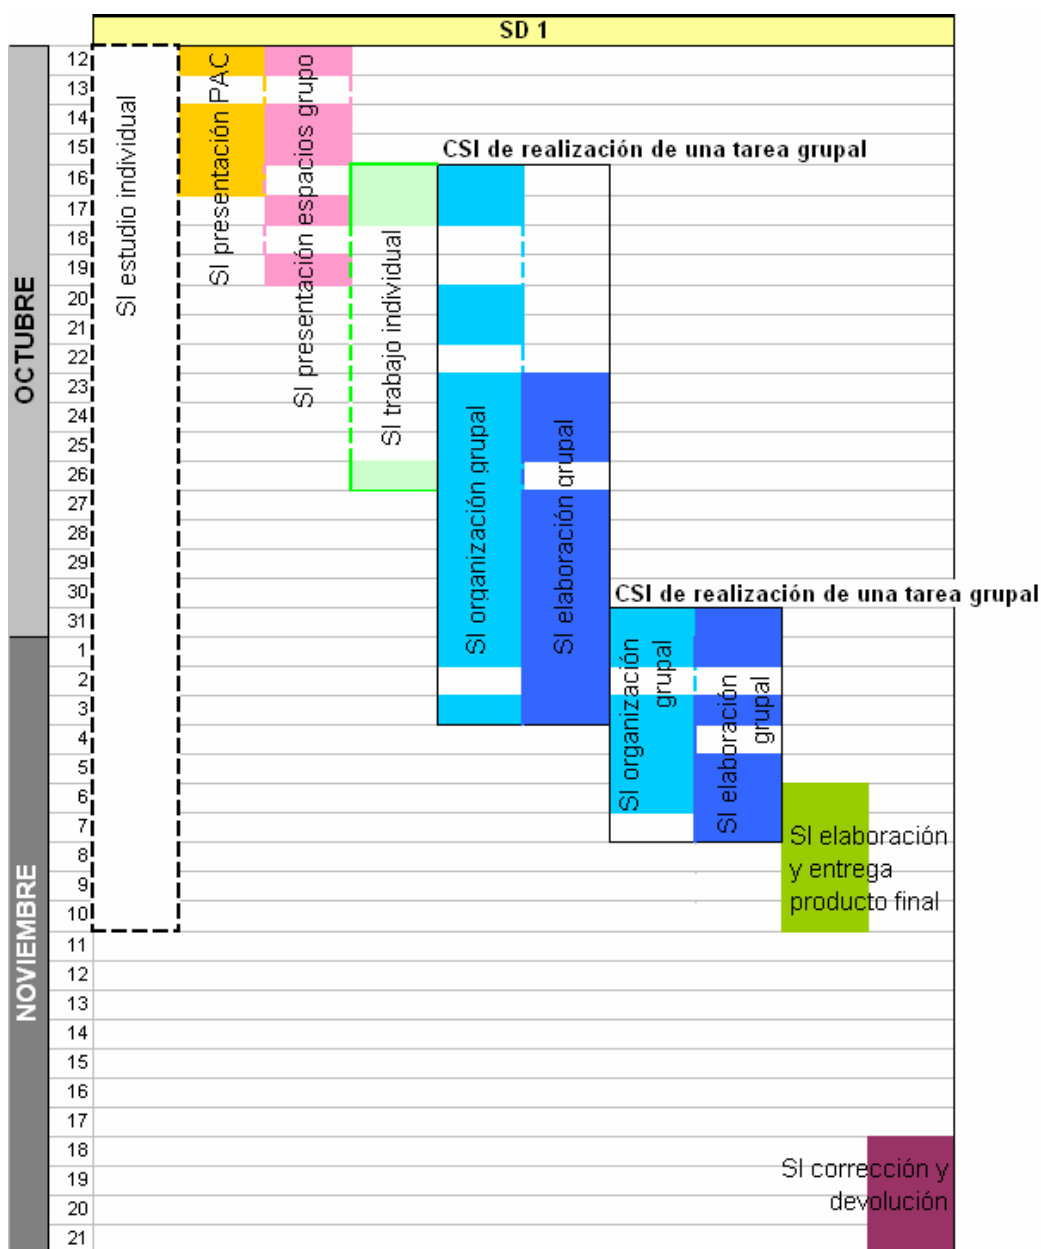 SD 1
OCTUBRE
12
13
14
15
16
17
18
19
20
21
22
23
24
25
26
27
28
29
30
31
NOVIEMBRE
1
2
3
4
5
6
7
8
9
10
11
12
13
14
15
16
17
18
19
20
21
SI estudio individual
SI presentación PAC
SI presentación espacios grupo
SI trabajo individual
CSI de realización de una tarea grupal
SI organización grupal
SI elaboración grupal
CSI de realización de una tarea grupal
SI organización
grupal
SI elaboración
grupal
SI elaboración
y entrega
producto final
SI corrección y
devolución